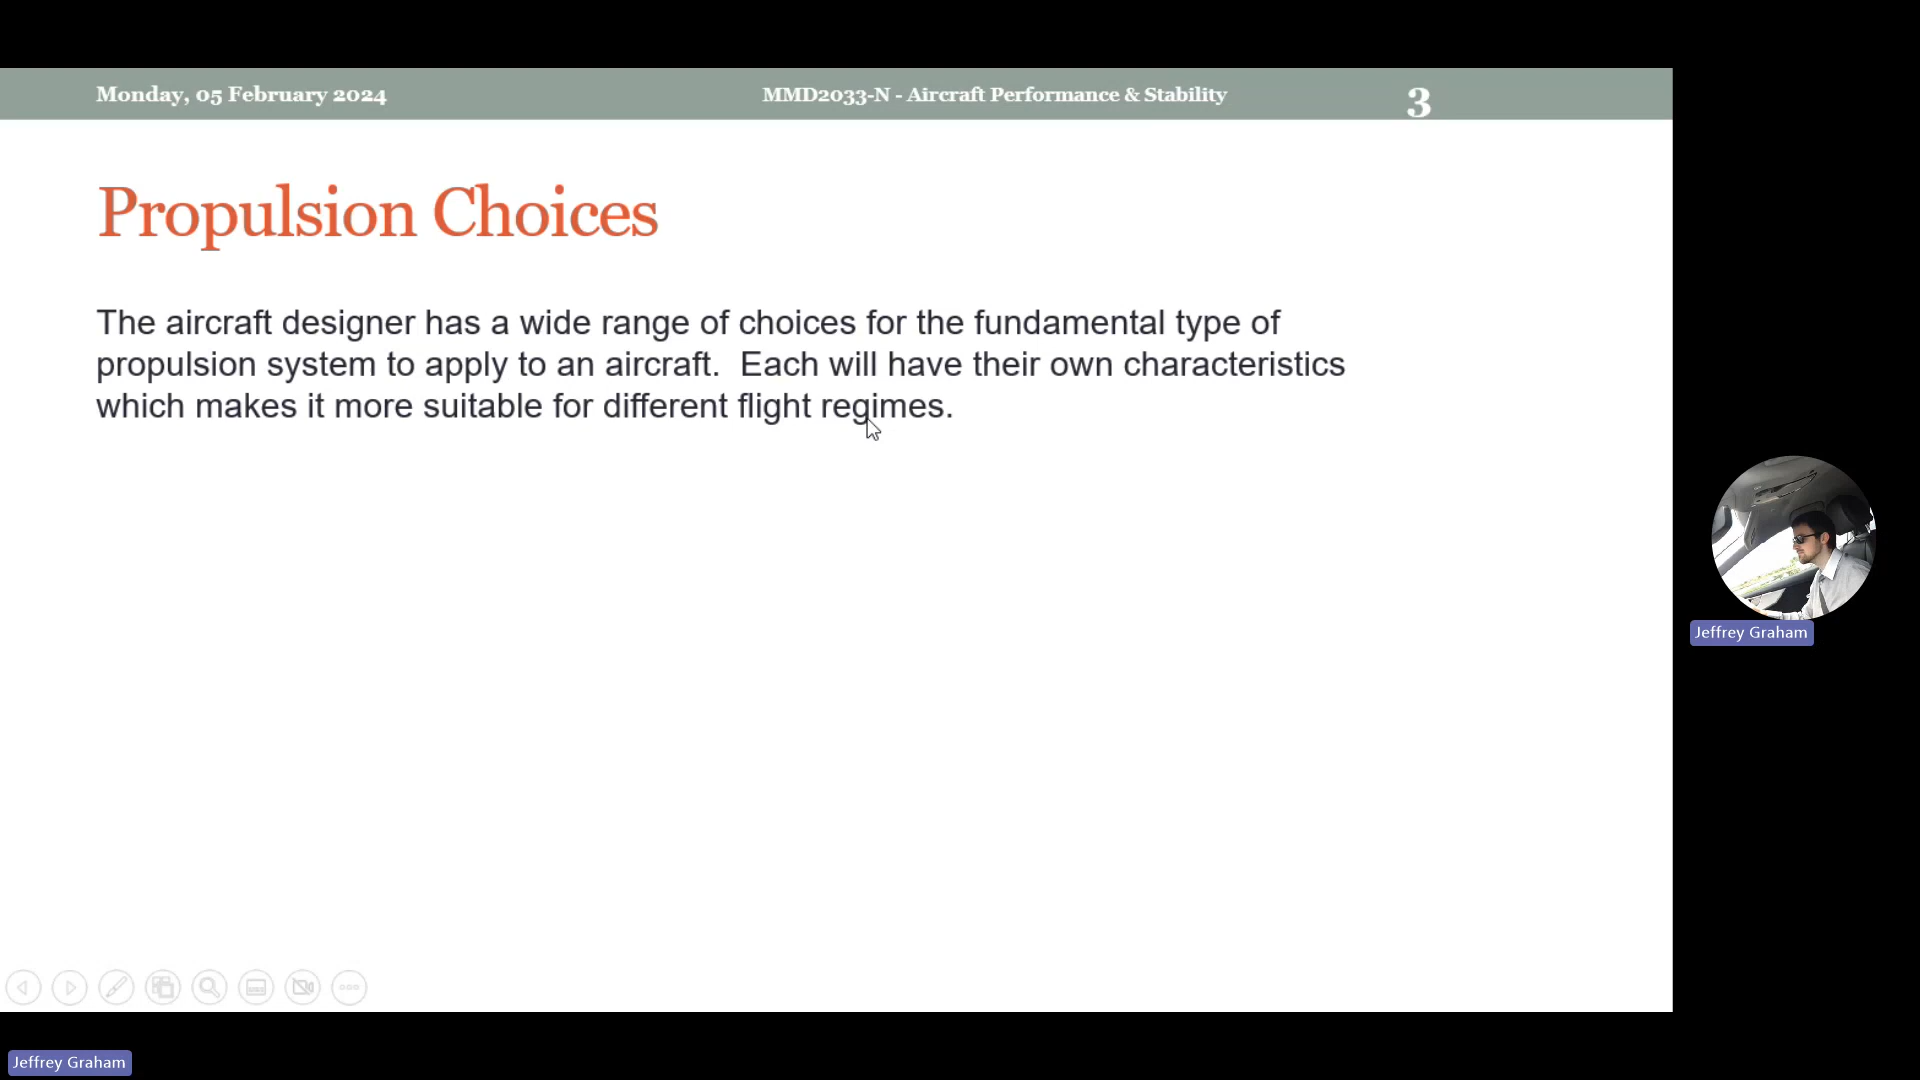 Monday, 05 February 2024
MMD2033-N - Aircraft Performance & Stability
3
Propulsion Choices
The aircraft designer has a wide range of choices for the fundamental type of
propulsion system to apply to an aircraft.  Each will have their own characteristics
which makes it more suitable for different flight regimes.
Jeffrey Graham
Jeffrey Graham